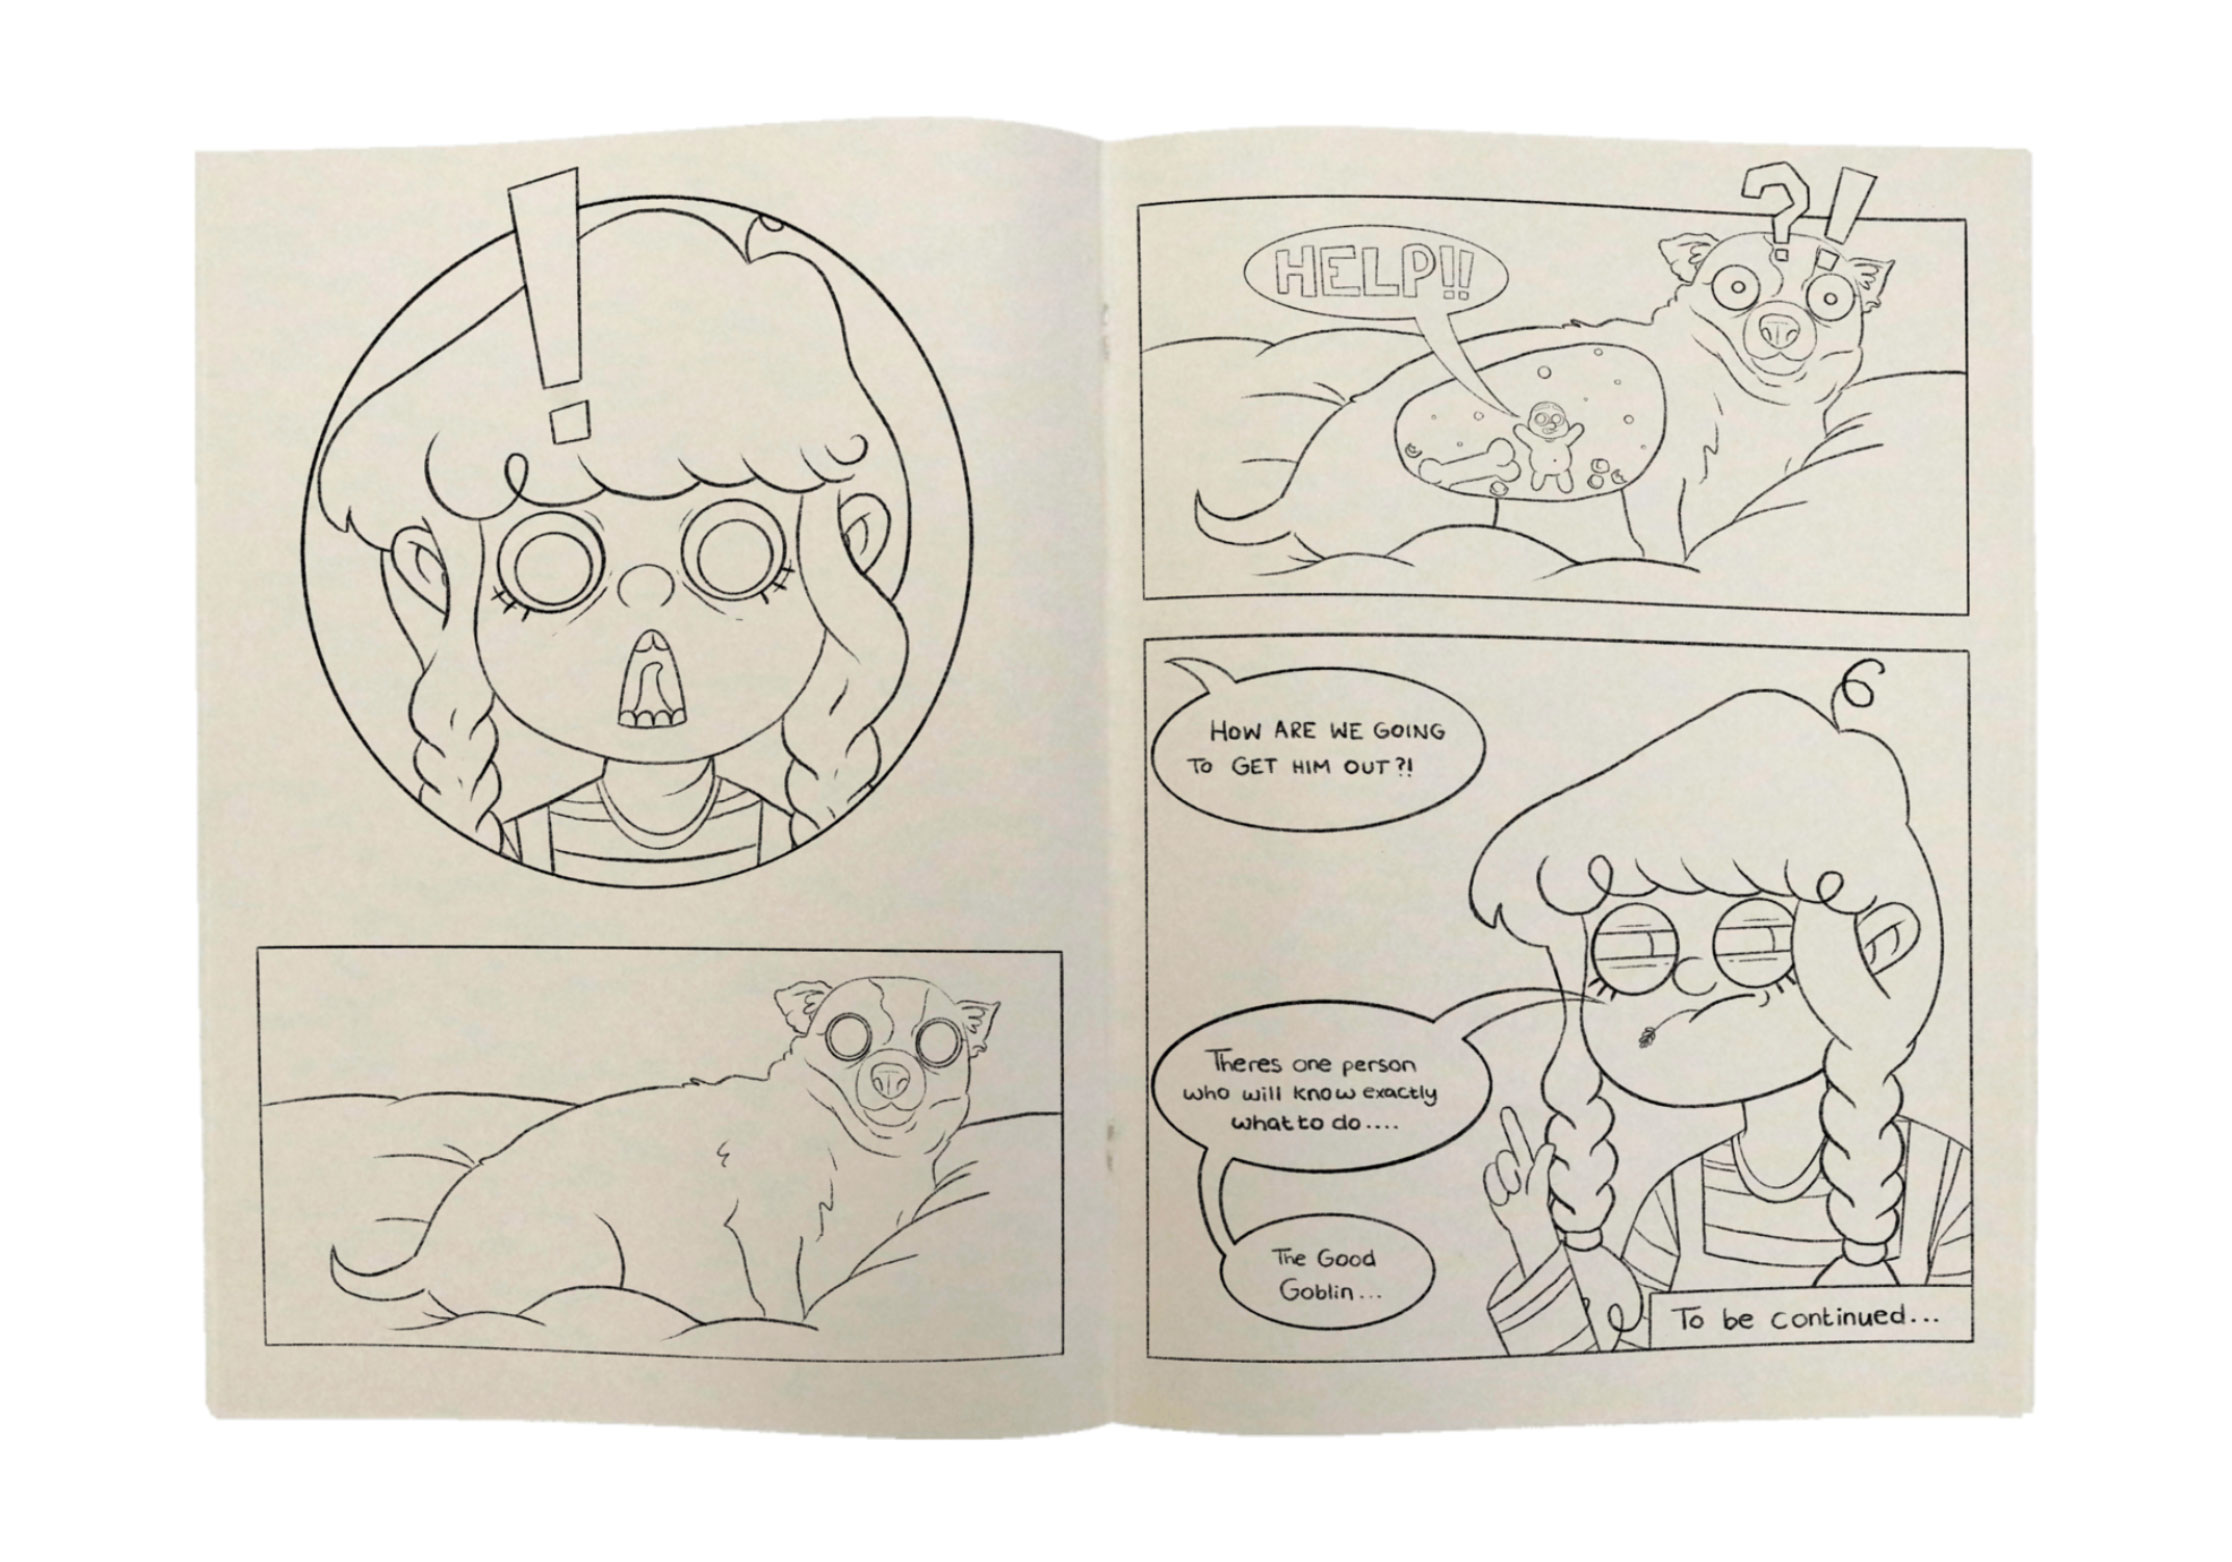 !
?!
HELP!!
HOW ARE WE GOING
TO GET HIM OUT?!
Theres one person
who will know exactly
what to do....
The Good
Goblin...
To be continued...